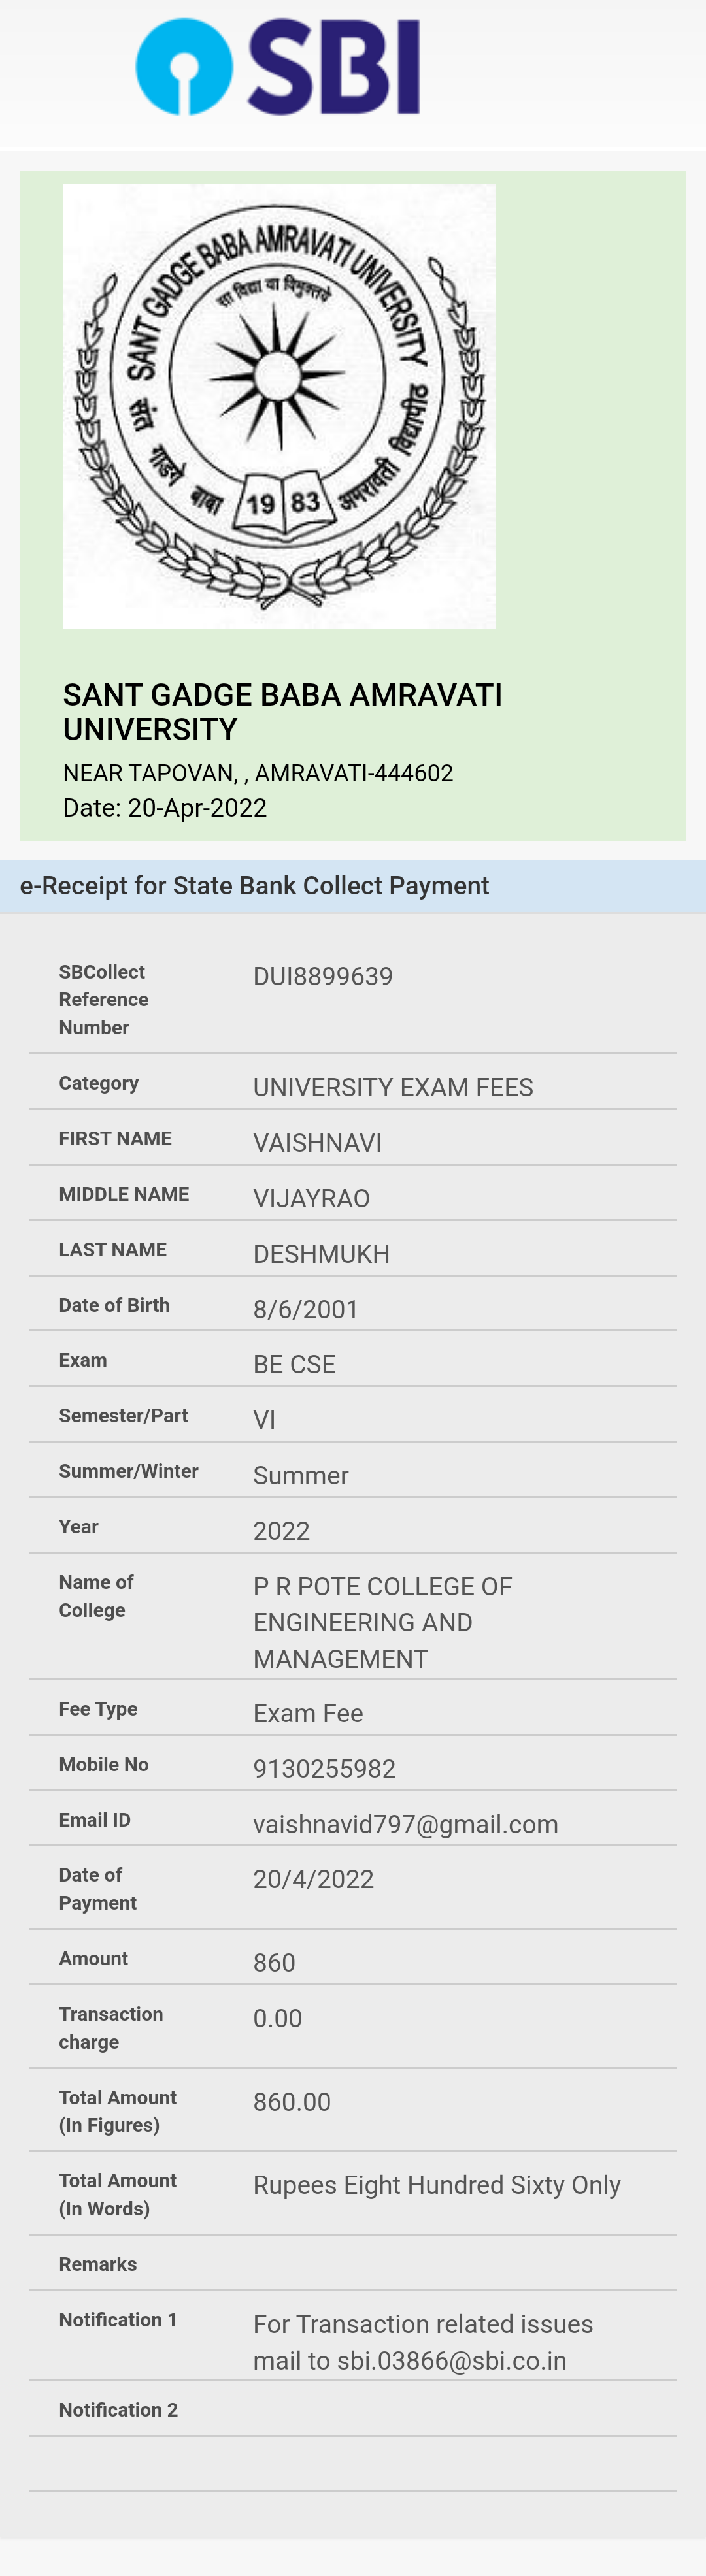 SBI
SANT GADGE BABA AMRAVATI UNIVERSITY
सा विद्या या विमुक्तये
संत गाडगे बाबा अमरावती विद्यापीठ
19 83
SANT GADGE BABA AMRAVATI
UNIVERSITY
NEAR TAPOVAN, , AMRAVATI-444602
Date: 20-Apr-2022
e-Receipt for State Bank Collect Payment
SBCollect Reference Number DUI8899639
Category UNIVERSITY EXAM FEES
FIRST NAME VAISHNAVI
MIDDLE NAME VIJAYRAO
LAST NAME DESHMUKH
Date of Birth 8/6/2001
Exam BE CSE
Semester/Part VI
Summer/Winter Summer
Year 2022
Name of College P R POTE COLLEGE OF ENGINEERING AND MANAGEMENT
Fee Type Exam Fee
Mobile No 9130255982
Email ID vaishnavid797@gmail.com
Date of Payment 20/4/2022
Amount 860
Transaction charge 0.00
Total Amount (In Figures) 860.00
Total Amount (In Words) Rupees Eight Hundred Sixty Only
Remarks
Notification 1 For Transaction related issues mail to sbi.03866@sbi.co.in
Notification 2